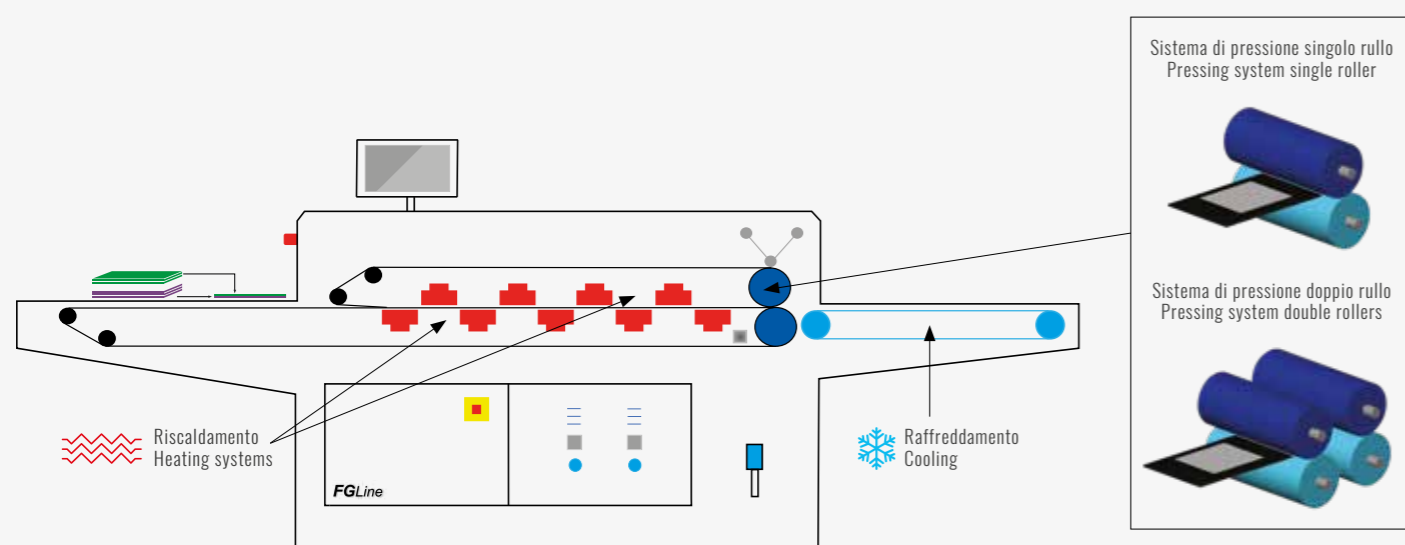 Sistema di pressione singolo rullo
Pressing system single roller
Sistema di pressione doppio rullo
Pressing system double rollers
Riscaldamento
Heating systems
Raffreddamento
Cooling
FGLine